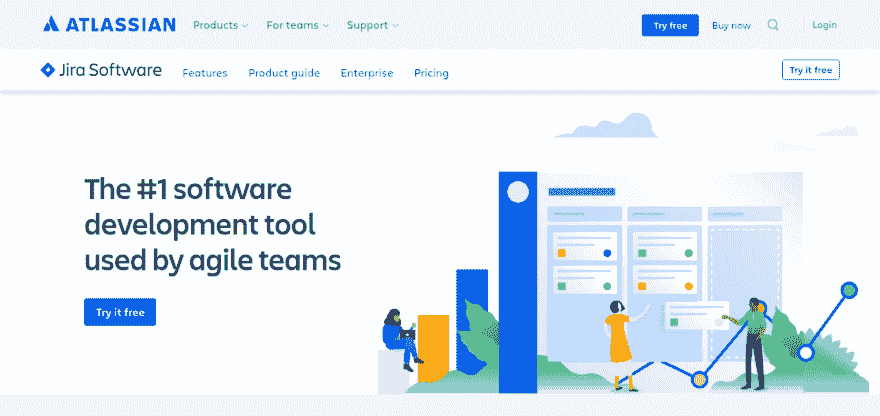 ATLASSIAN Products For teams Support Try free Buy now Login
Jira Software Features Product guide Enterprise Pricing Try it free
The #1 software
development tool
used by agile teams
Try it free